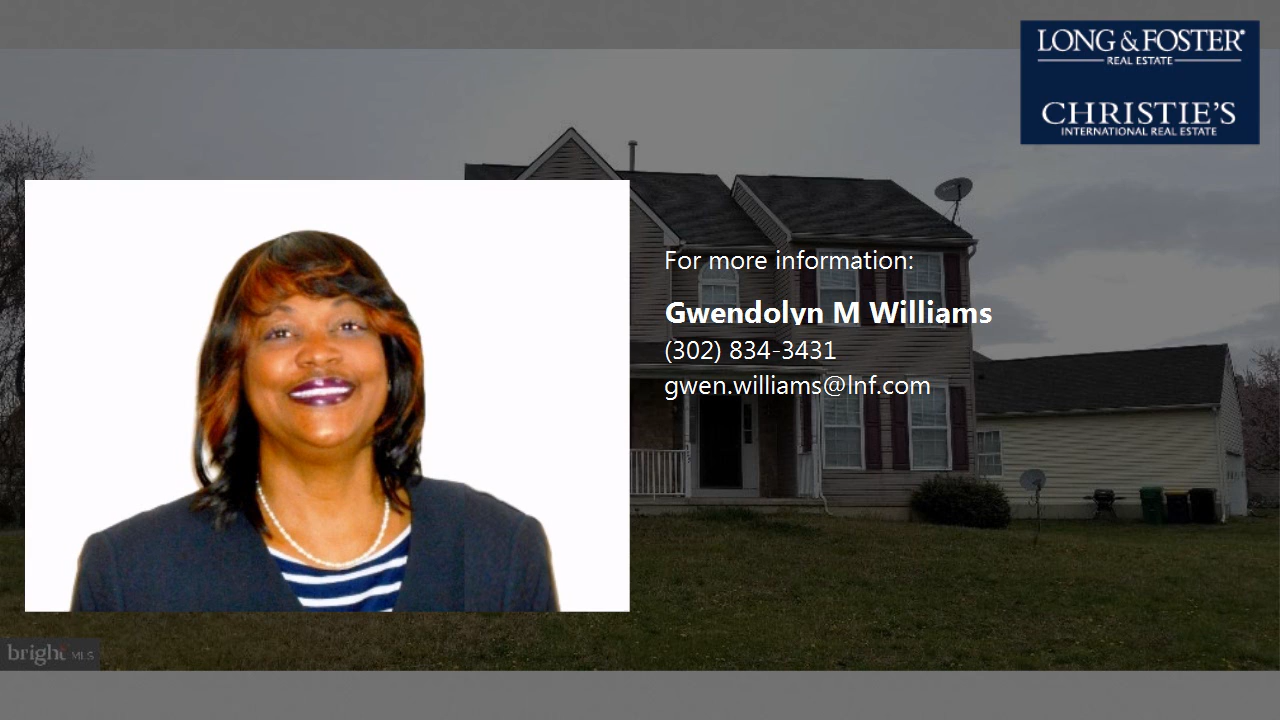 LONG & FOSTER®
REAL ESTATE
CHRISTIE'S
INTERNATIONAL REAL ESTATE
For more information:
Gwendolyn M Williams
(302) 834-3431
gwen.williams@lnf.com
bright MLS